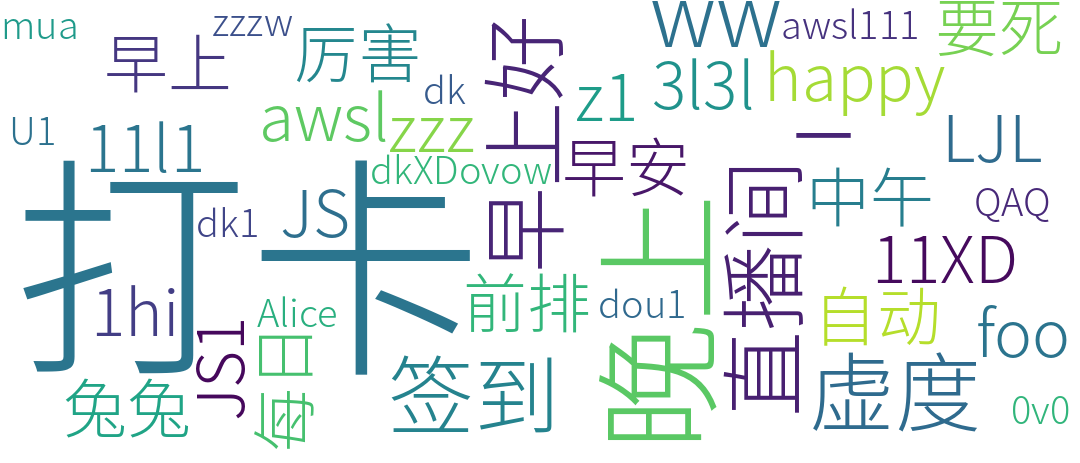 mua
zzzw
早上
厉害
早上好
WW
awsl111
要死
dk
awsl
zzz
z1
3l3l
happy
U1
11l1
dkXDovow
早安
一
LJL
打卡
dk1
JS
晚上
直播间
中午
QAQ
1hi
JS1
Alice
前排
dou1
11XD
自动
foo
兔兔
每日
签到
虚度
0v0